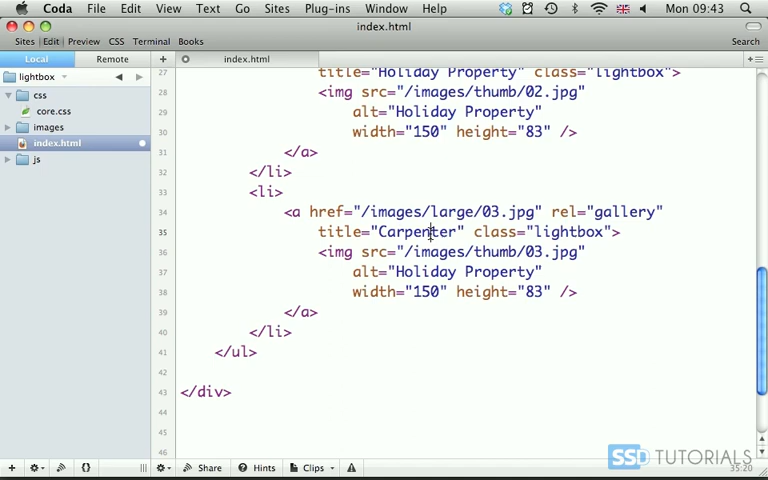 Coda File Edit View Text Go Sites Plug-ins Window Help Mon 09:43
index.html
Sites Edit Preview CSS Terminal Books Search
Local Remote + index.html
lightbox
css
core.css
images
index.html
js
27 title="Holiday Property" class="lightbox">
28 <img src="/images/thumb/02.jpg"
29 alt="Holiday Property"
30 width="150" height="83" />
31 </a>
32 </li>
33 <li>
34 <a href="/images/large/03.jpg" rel="gallery"
35 title="Carpenter" class="lightbox">
36 <img src="/images/thumb/03.jpg"
37 alt="Holiday Property"
38 width="150" height="83" />
39 </a>
40 </li>
41 </ul>
42
43 </div>
44
45
46
Share Hints Clips
SSD TUTORIALS
35:20